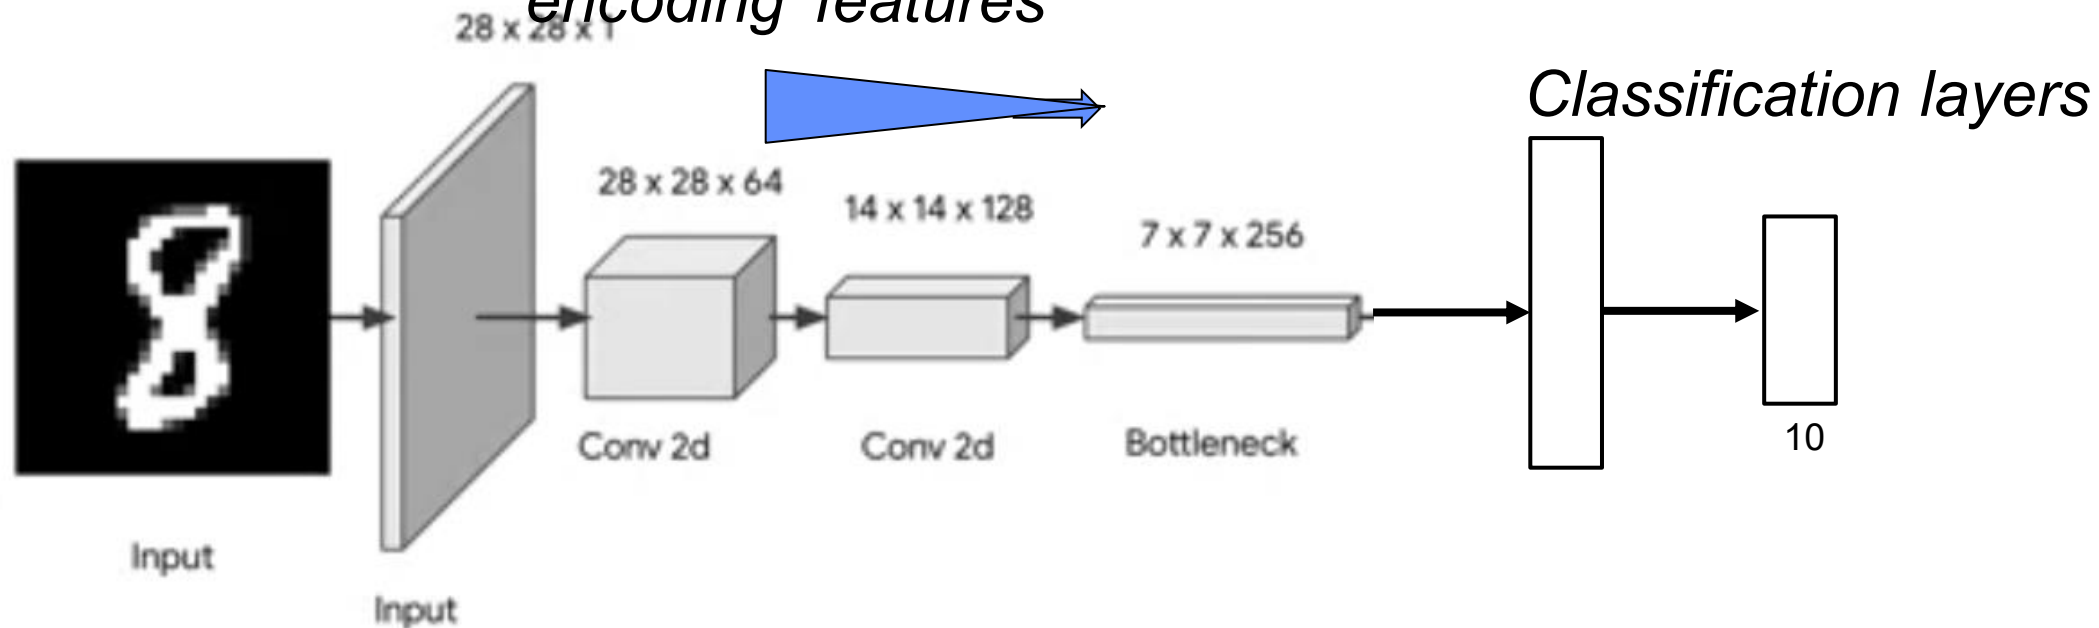 encoding features
28 x 28 x 1
Classification layers
28 x 28 x 64
14 x 14 x 128
7 x 7 x 256
Conv 2d
Conv 2d
Bottleneck
10
Input
Input